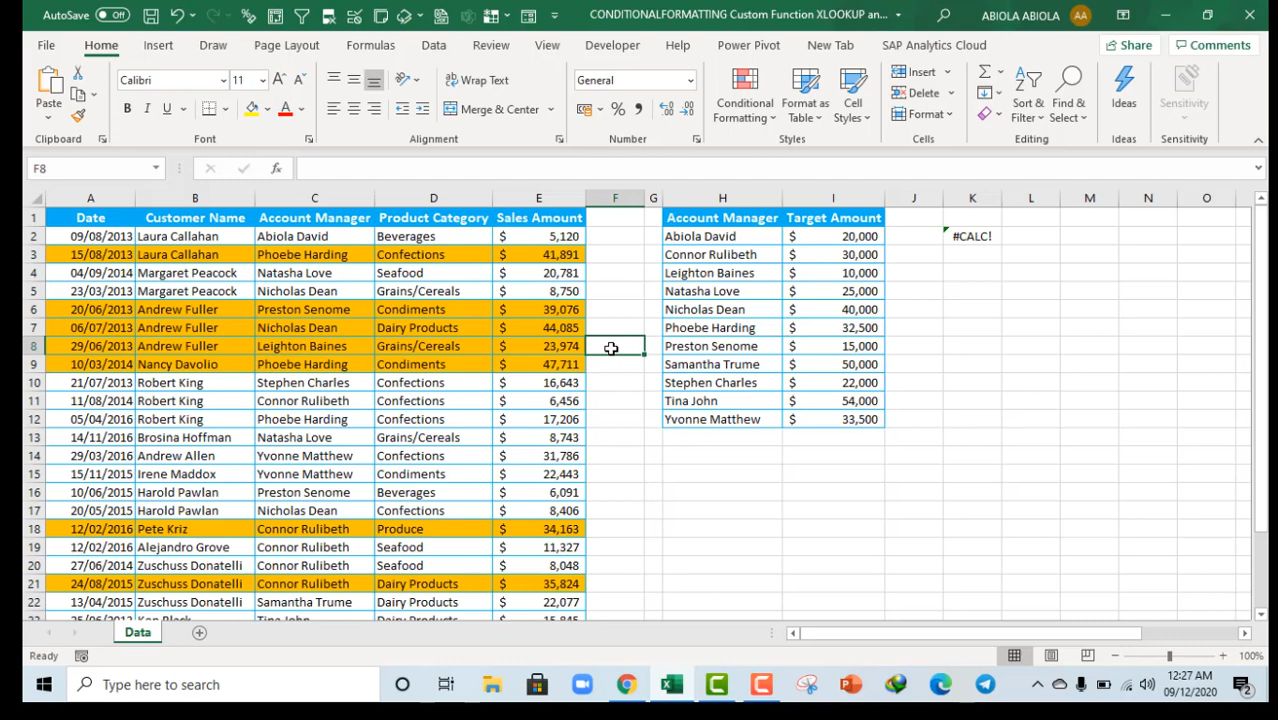 AutoSave Off CONDITIONALFORMATTING Custom Function XLOOKUP an... ABIOLA ABIOLA AA
File Home Insert Draw Page Layout Formulas Data Review View Developer Help Power Pivot New Tab SAP Analytics Cloud Share Comments
Calibri 11 Wrap Text General Insert
Paste B I U Merge & Center Conditional Formatting Format as Table Cell Styles Delete Sort & Filter Find & Select Ideas Sensitivity
Format
Clipboard Font Alignment Number Styles Cells Editing Ideas Sensitivity
F8 fx
A B C D E F G H I J K L M N O
1 Date Customer Name Account Manager Product Category Sales Amount Account Manager Target Amount
2 09/08/2013 Laura Callahan Abiola David Beverages $ 5,120 Abiola David $ 20,000 #CALC!
3 15/08/2013 Laura Callahan Phoebe Harding Confections $ 41,891 Connor Rulibeth $ 30,000
4 04/09/2014 Margaret Peacock Natasha Love Seafood $ 20,781 Leighton Baines $ 10,000
5 23/03/2013 Margaret Peacock Nicholas Dean Grains/Cereals $ 8,750 Natasha Love $ 25,000
6 20/06/2013 Andrew Fuller Preston Senome Condiments $ 39,076 Nicholas Dean $ 40,000
7 06/07/2013 Andrew Fuller Nicholas Dean Dairy Products $ 44,085 Phoebe Harding $ 32,500
8 29/06/2013 Andrew Fuller Leighton Baines Grains/Cereals $ 23,974 Preston Senome $ 15,000
9 10/03/2014 Nancy Davolio Phoebe Harding Condiments $ 47,711 Samantha Trume $ 50,000
10 21/07/2013 Robert King Stephen Charles Confections $ 16,643 Stephen Charles $ 22,000
11 11/08/2014 Robert King Connor Rulibeth Confections $ 6,456 Tina John $ 54,000
12 05/04/2016 Robert King Phoebe Harding Confections $ 17,206 Yvonne Matthew $ 33,500
13 14/11/2016 Brosina Hoffman Natasha Love Grains/Cereals $ 8,743
14 29/03/2016 Andrew Allen Yvonne Matthew Confections $ 31,786
15 15/11/2015 Irene Maddox Yvonne Matthew Condiments $ 22,443
16 10/06/2015 Harold Pawlan Preston Senome Beverages $ 6,091
17 20/05/2015 Harold Pawlan Nicholas Dean Confections $ 8,406
18 12/02/2016 Pete Kriz Connor Rulibeth Produce $ 34,163
19 12/02/2016 Alejandro Grove Connor Rulibeth Seafood $ 11,327
20 27/06/2014 Zuschuss Donatelli Connor Rulibeth Seafood $ 8,048
21 24/08/2015 Zuschuss Donatelli Connor Rulibeth Dairy Products $ 35,824
22 13/04/2015 Zuschuss Donatelli Samantha Trume Dairy Products $ 22,077
Data
Ready 100%
Type here to search 12:27 AM
09/12/2020 2